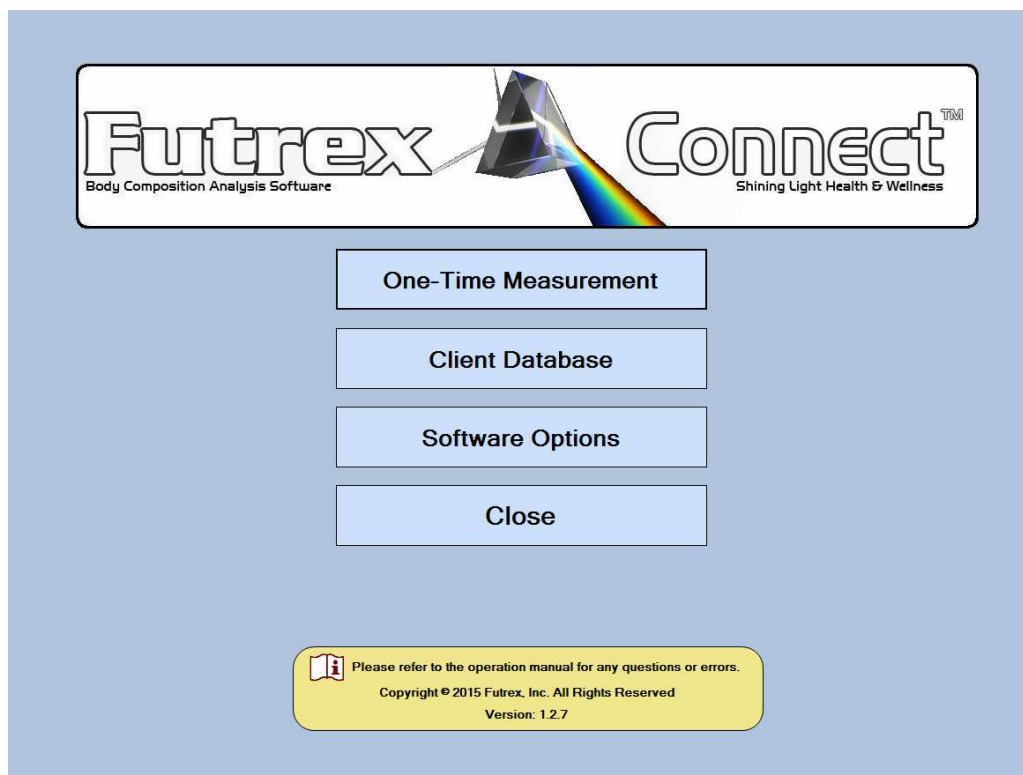 Futrex Connect™
Body Composition Analysis Software
Shining Light Health & Wellness
One-Time Measurement
Client Database
Software Options
Close
Please refer to the operation manual for any questions or errors.
Copyright © 2015 Futrex, Inc. All Rights Reserved
Version: 1.2.7